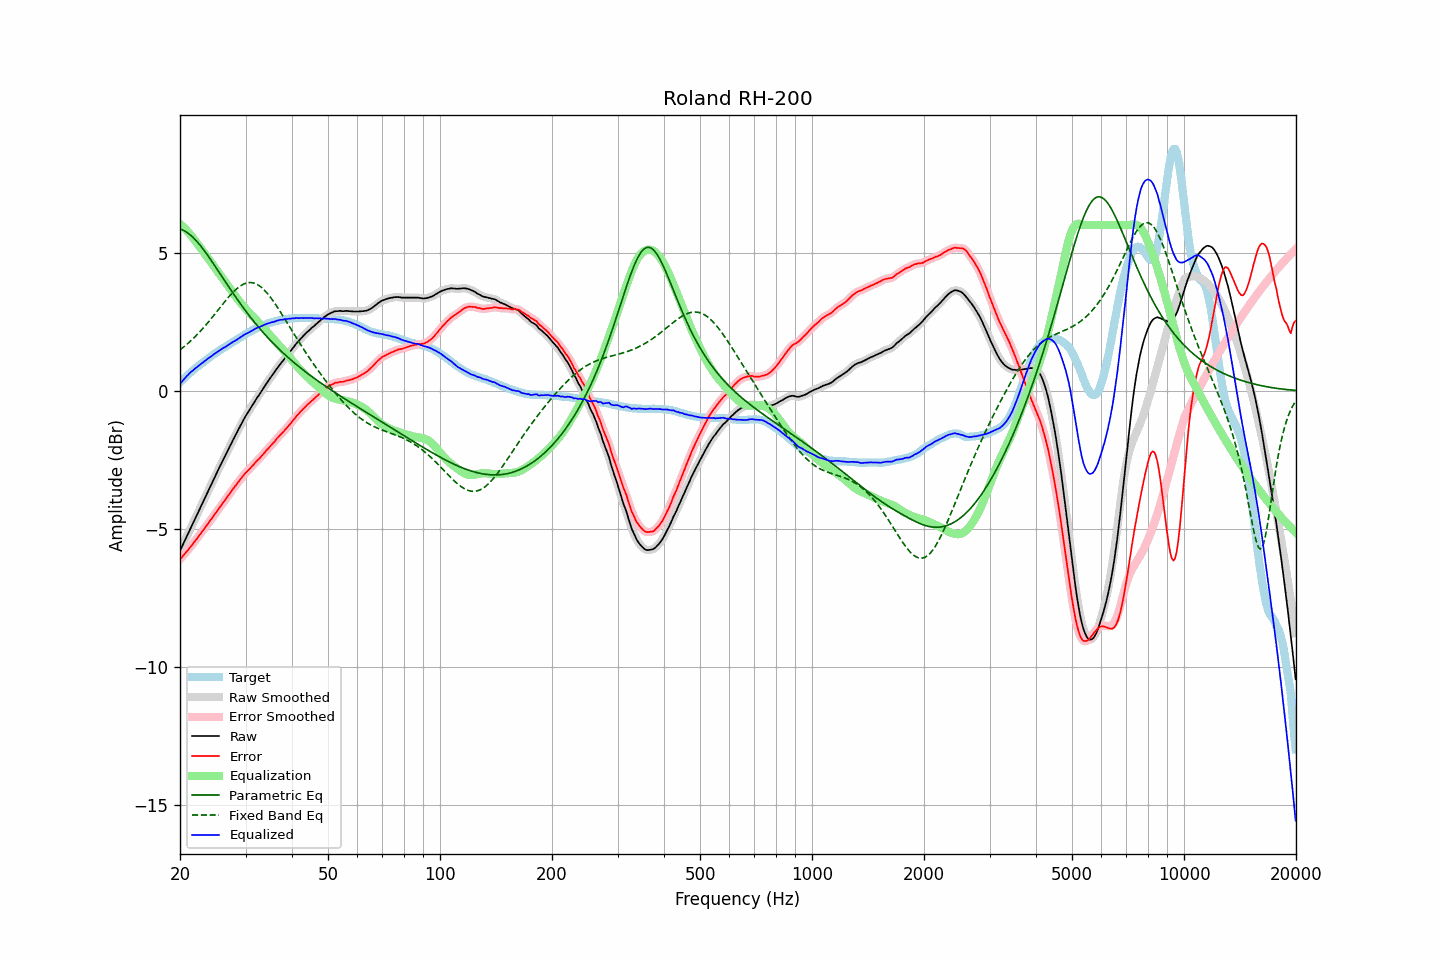 Roland RH-200
Amplitude (dBr)
5
0
−5
−10
−15
Target
Raw Smoothed
Error Smoothed
Raw
Error
Equalization
Parametric Eq
Fixed Band Eq
Equalized
20 50 100 200 500 1000 2000 5000 10000 20000
Frequency (Hz)